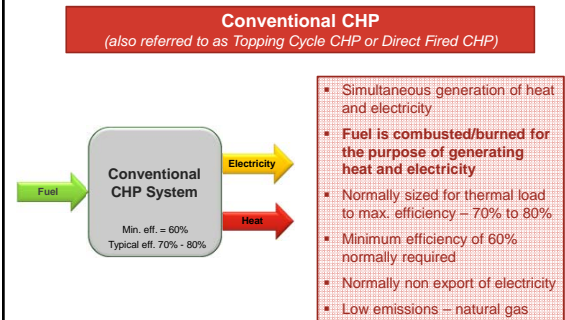 Conventional CHP
(also referred to as Topping Cycle CHP or Direct Fired CHP)
Fuel
Conventional
CHP System
Min. eff. = 60%
Typical eff. 70% - 80%
Electricity
Heat
▪ Simultaneous generation of heat
and electricity
▪ Fuel is combusted/burned for
the purpose of generating
heat and electricity
▪ Normally sized for thermal load
to max. efficiency – 70% to 80%
▪ Minimum efficiency of 60%
normally required
▪ Normally non export of electricity
▪ Low emissions – natural gas